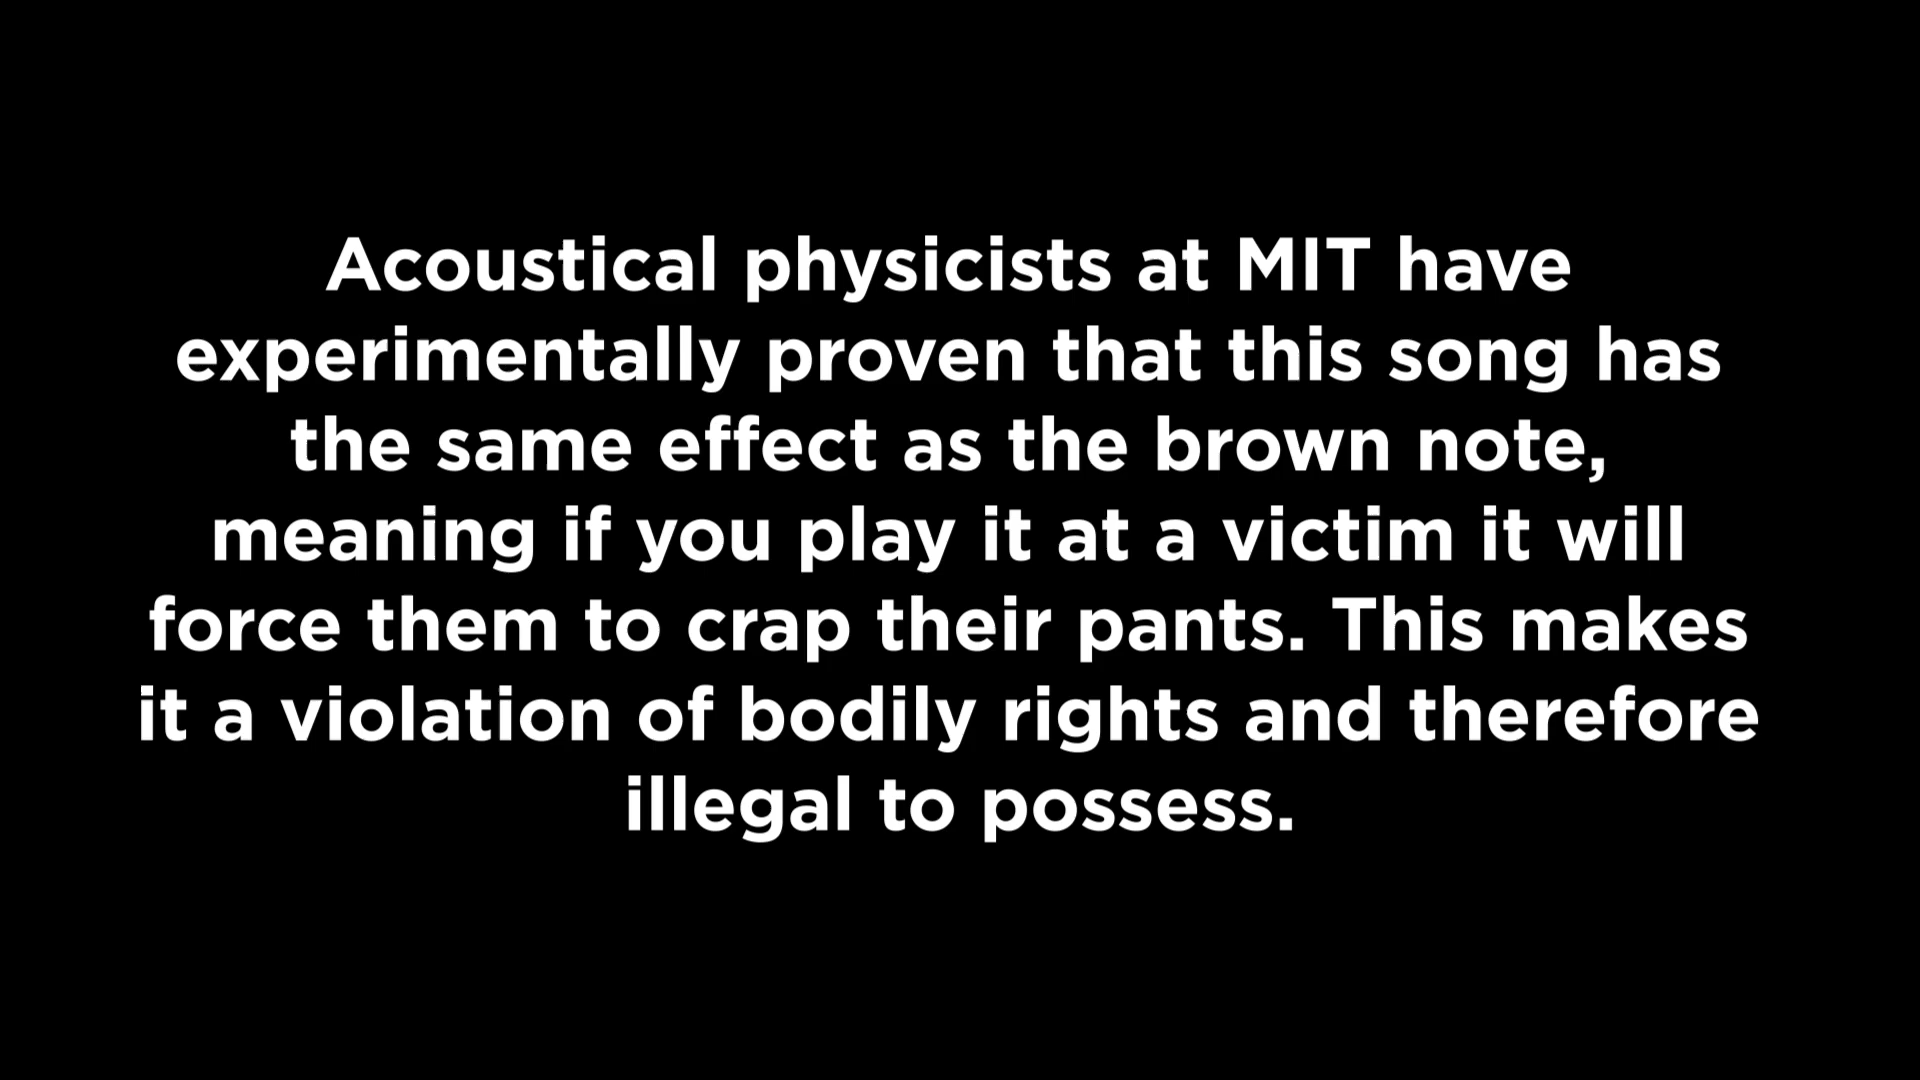 Acoustical physicists at MIT have
experimentally proven that this song has
the same effect as the brown note,
meaning if you play it at a victim it will
force them to crap their pants. This makes
it a violation of bodily rights and therefore
illegal to possess.